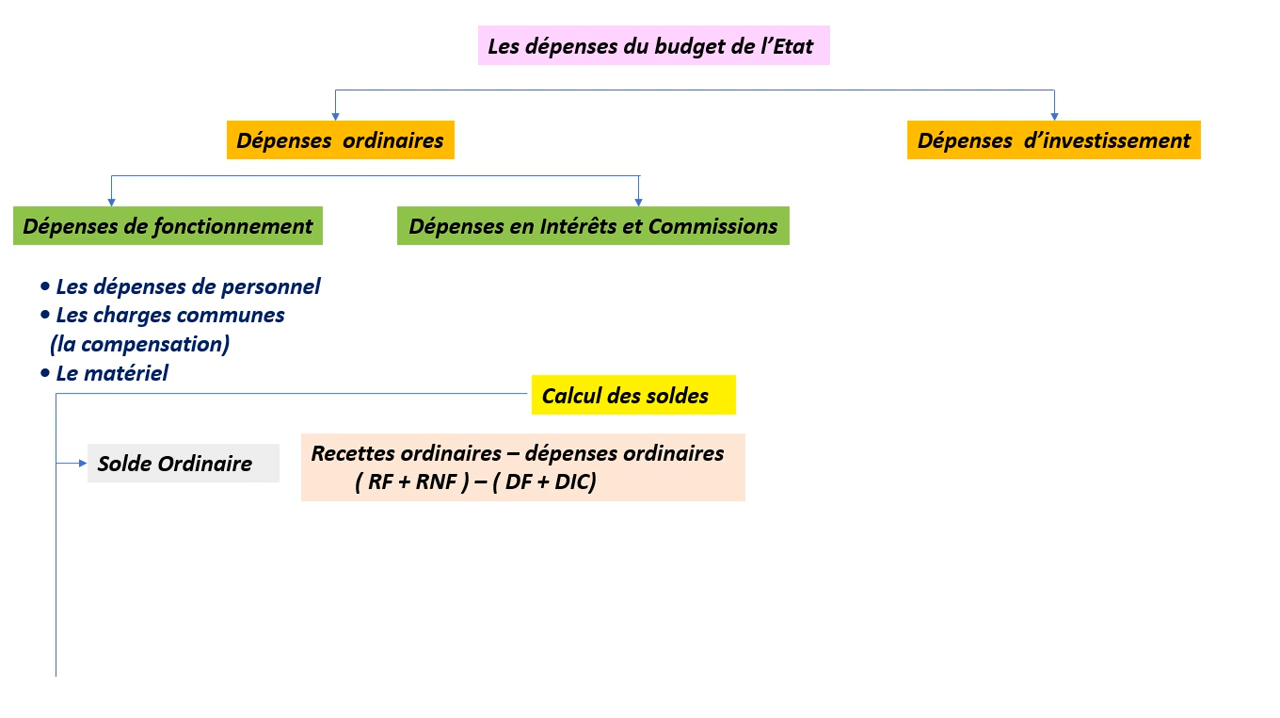 Les dépenses du budget de l’Etat
Dépenses ordinaires
Dépenses d’investissement
Dépenses de fonctionnement
Dépenses en Intérêts et Commissions
• Les dépenses de personnel
• Les charges communes
(la compensation)
• Le matériel
Calcul des soldes
Solde Ordinaire
Recettes ordinaires – dépenses ordinaires
( RF + RNF ) – ( DF + DIC)